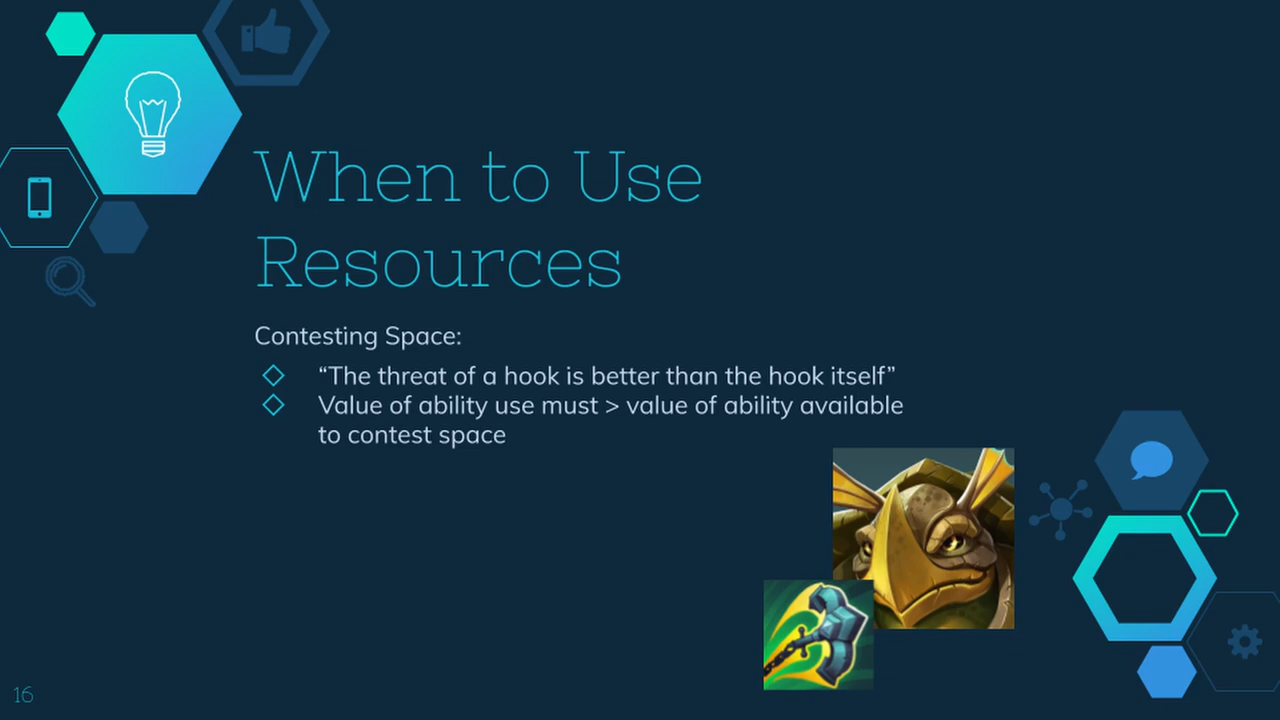 When to Use
Resources
Contesting Space:
“The threat of a hook is better than the hook itself”
Value of ability use must > value of ability available
to contest space
16